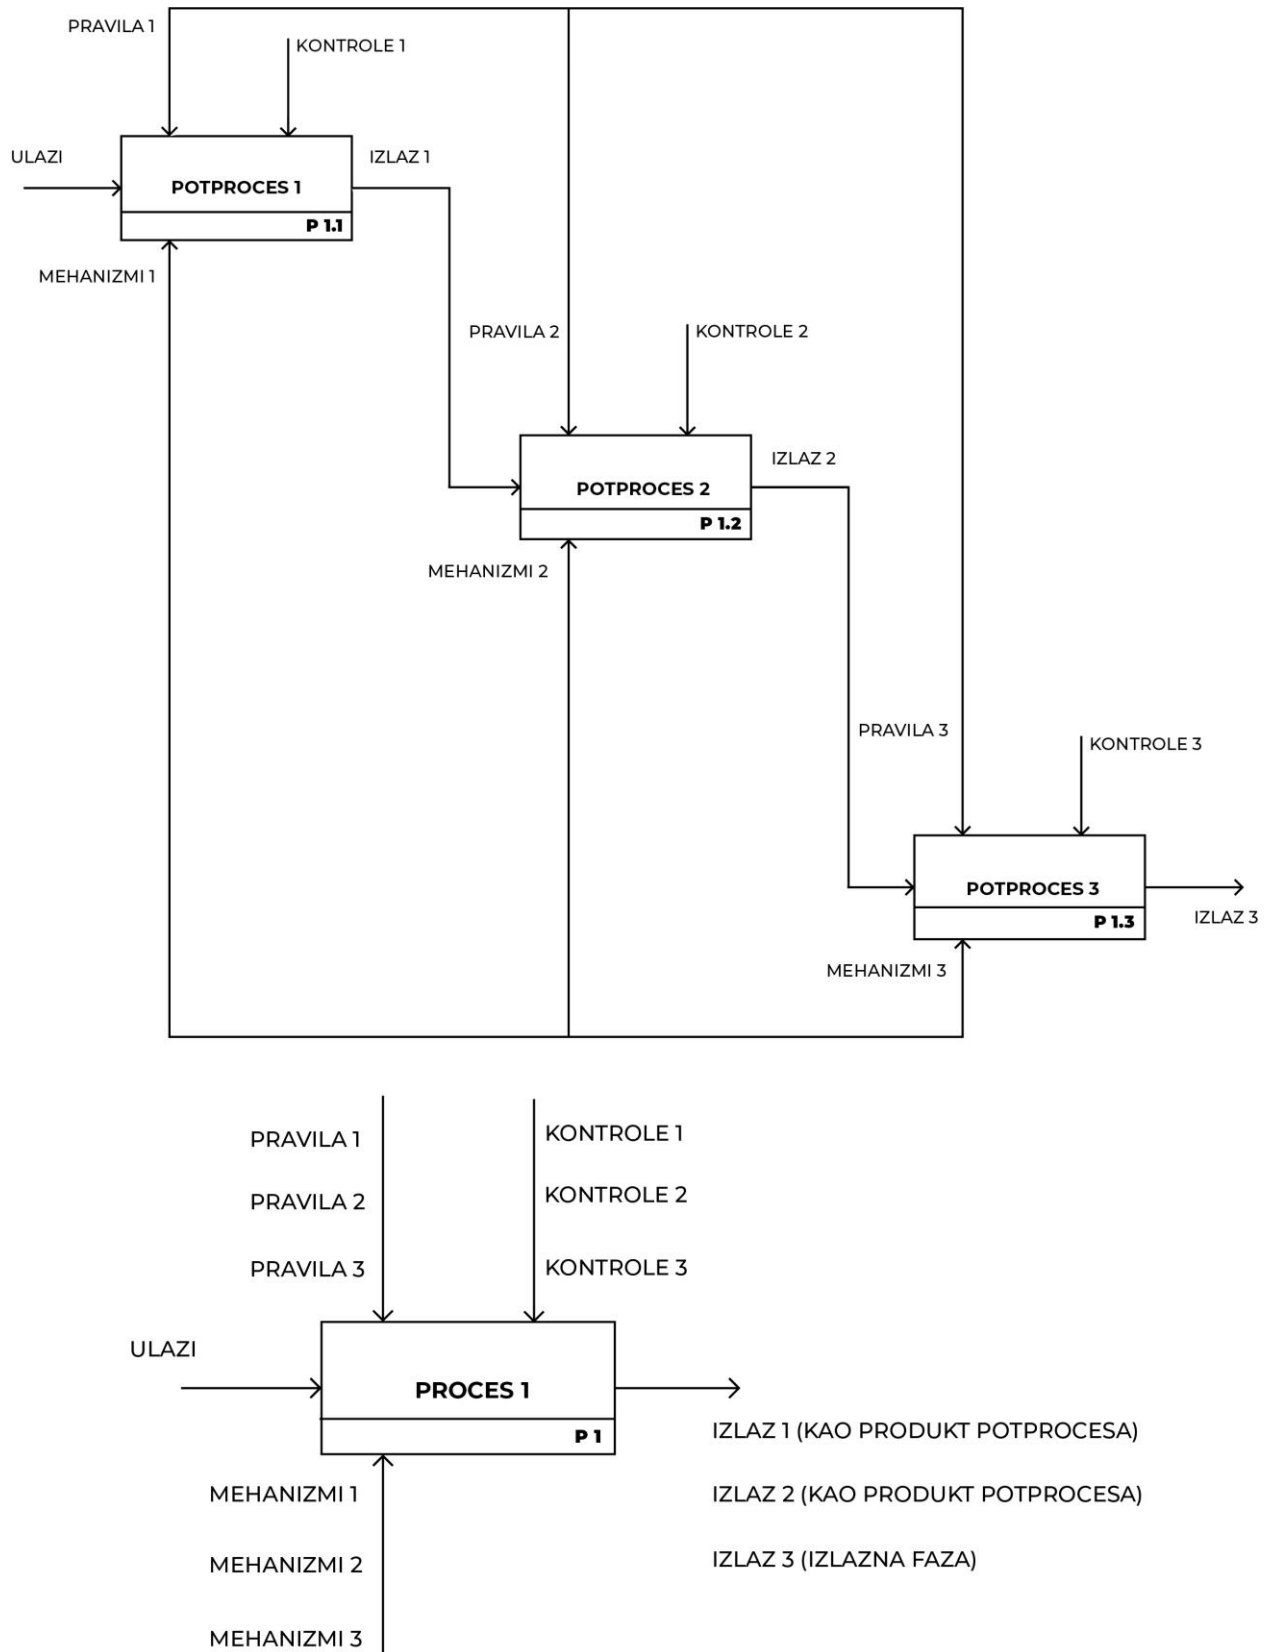 PRAVILA 1
KONTROLE 1
ULAZI
IZLAZ 1
POTPROCES 1
P 1.1
MEHANIZMI 1
PRAVILA 2
KONTROLE 2
IZLAZ 2
POTPROCES 2
P 1.2
MEHANIZMI 2
PRAVILA 3
KONTROLE 3
POTPROCES 3
P 1.3
IZLAZ 3
MEHANIZMI 3
PRAVILA 1
KONTROLE 1
PRAVILA 2
KONTROLE 2
PRAVILA 3
KONTROLE 3
ULAZI
PROCES 1
P 1
IZLAZ 1 (KAO PRODUKT POTPROCESA)
MEHANIZMI 1
IZLAZ 2 (KAO PRODUKT POTPROCESA)
MEHANIZMI 2
IZLAZ 3 (IZLAZNA FAZA)
MEHANIZMI 3